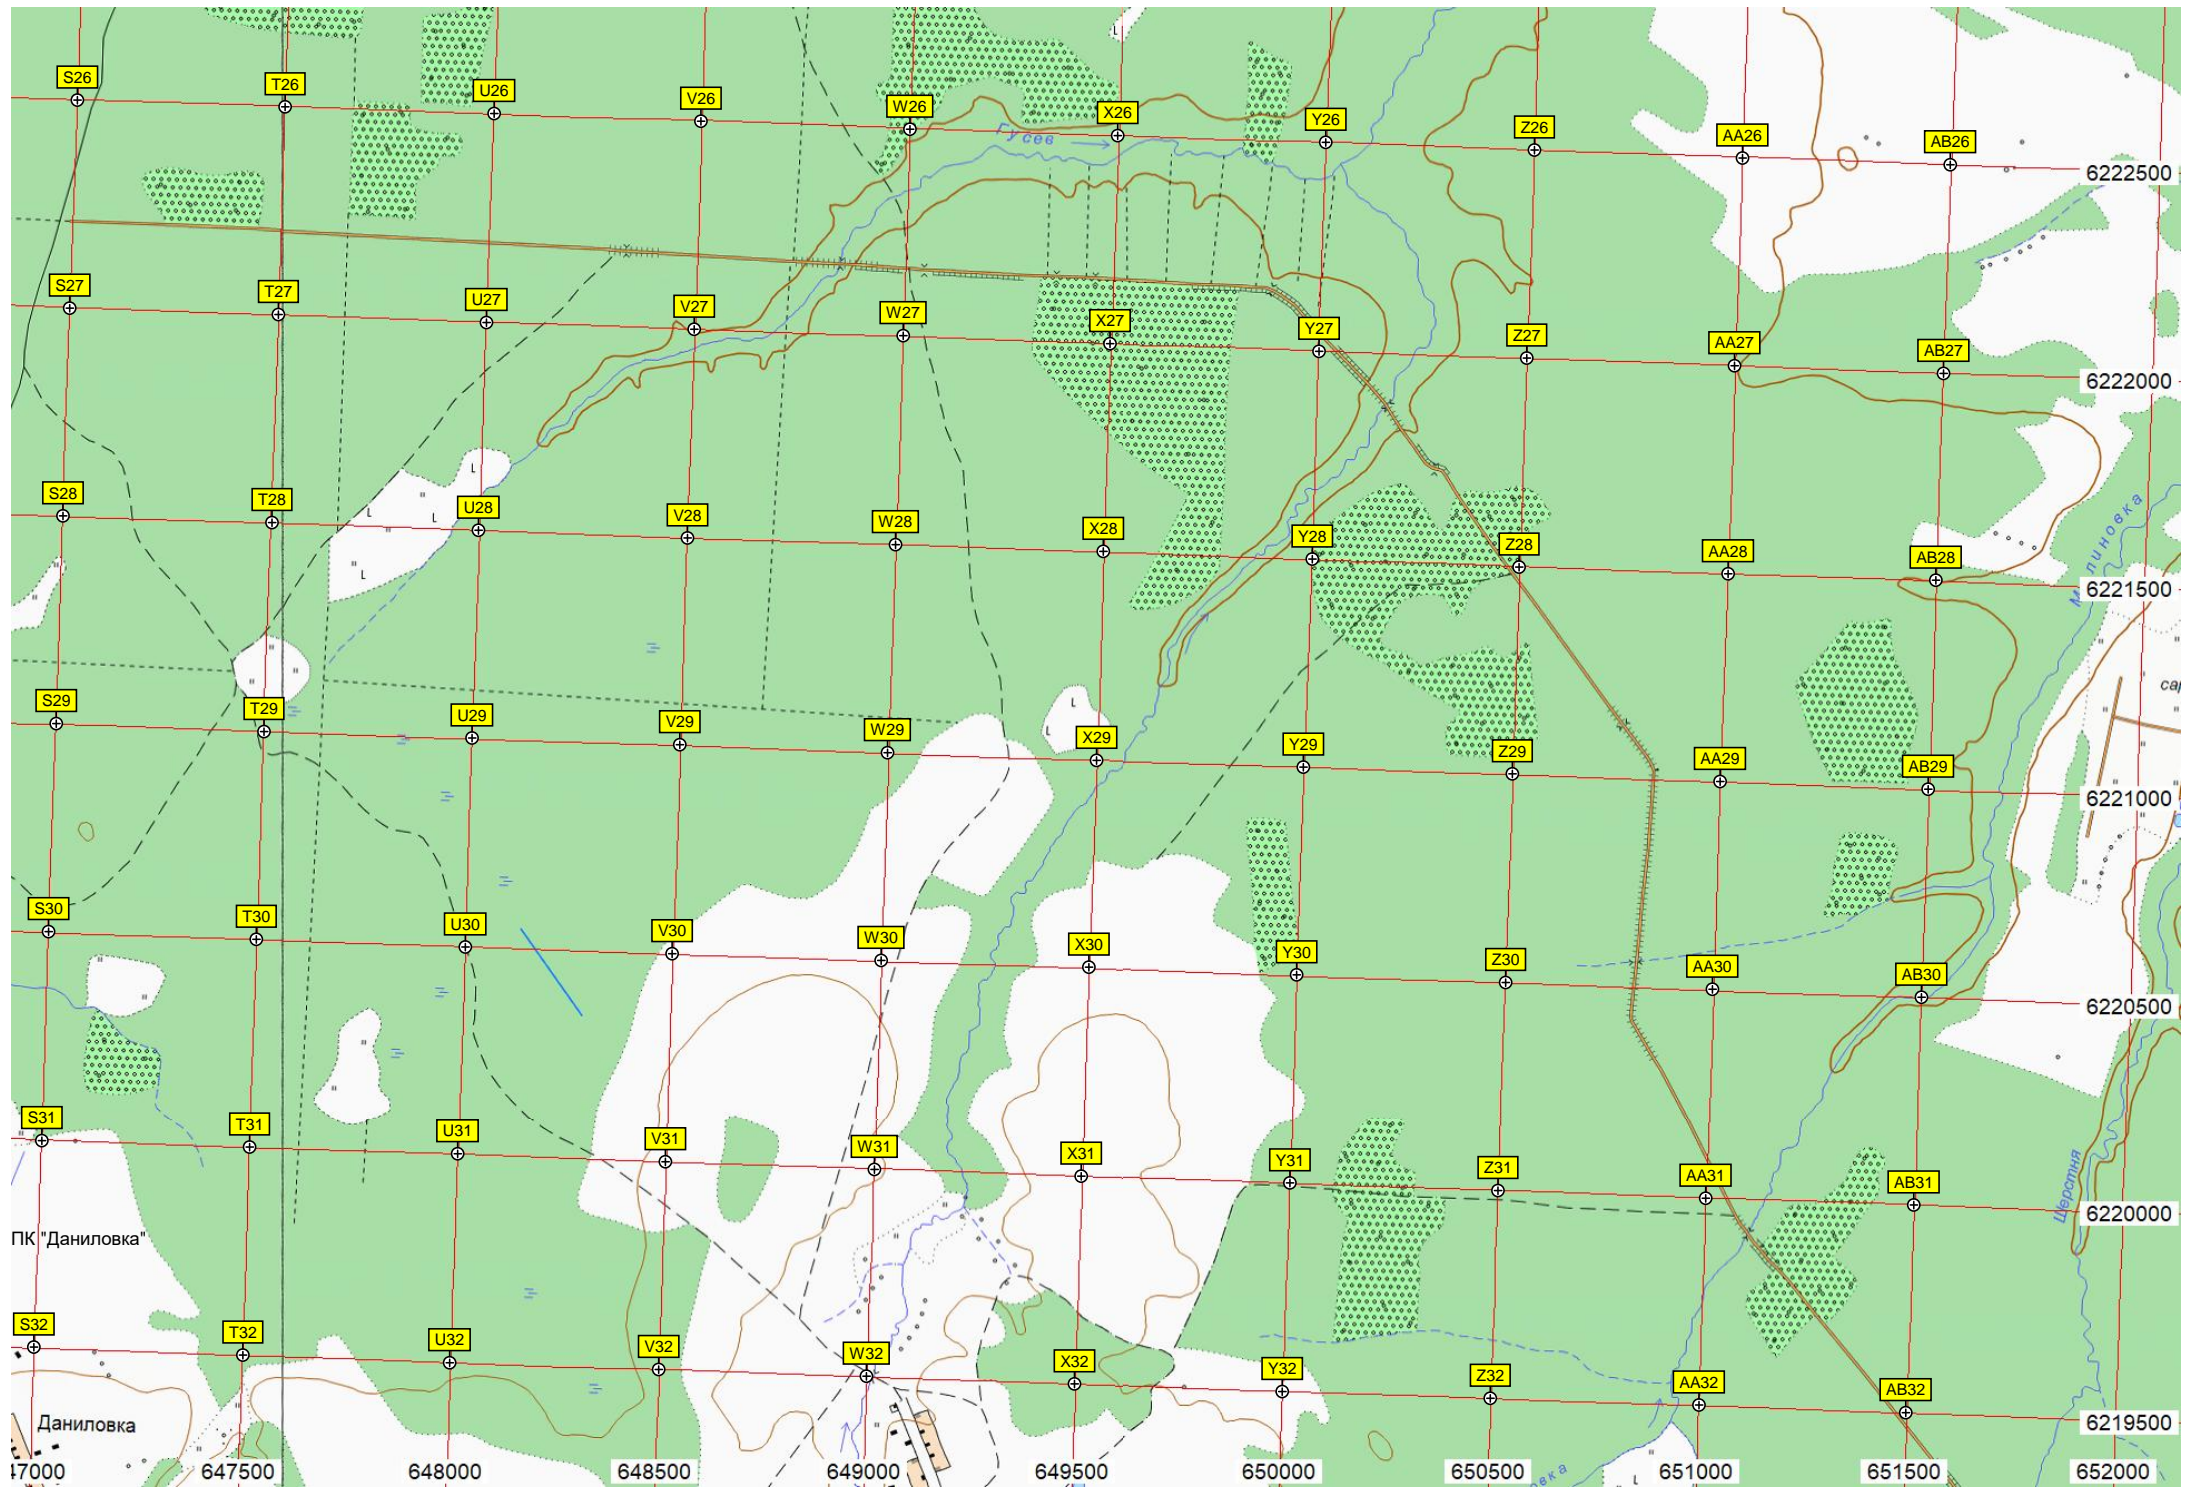 S26 T26 U26 V26 W26 X26 Y26 Z26 AA26 AB26
Гусев
6222500
S27 T27 U27 V27 W27 X27 Y27 Z27 AA27 AB27
6222000
S28 T28 U28 V28 W28 X28 Y28 Z28 AA28 AB28
6221500
S29 T29 U29 V29 W29 X29 Y29 Z29 AA29 AB29
6221000
S30 T30 U30 V30 W30 X30 Y30 Z30 AA30 AB30
6220500
S31 T31 U31 V31 W31 X31 Y31 Z31 AA31 AB31
Шерстня
6220000
ПК "Даниловка"
S32 T32 U32 V32 W32 X32 Y32 Z32 AA32 AB32
Даниловка
6219500
47000 647500 648000 648500 649000 649500 650000 650500 651000 651500 652000